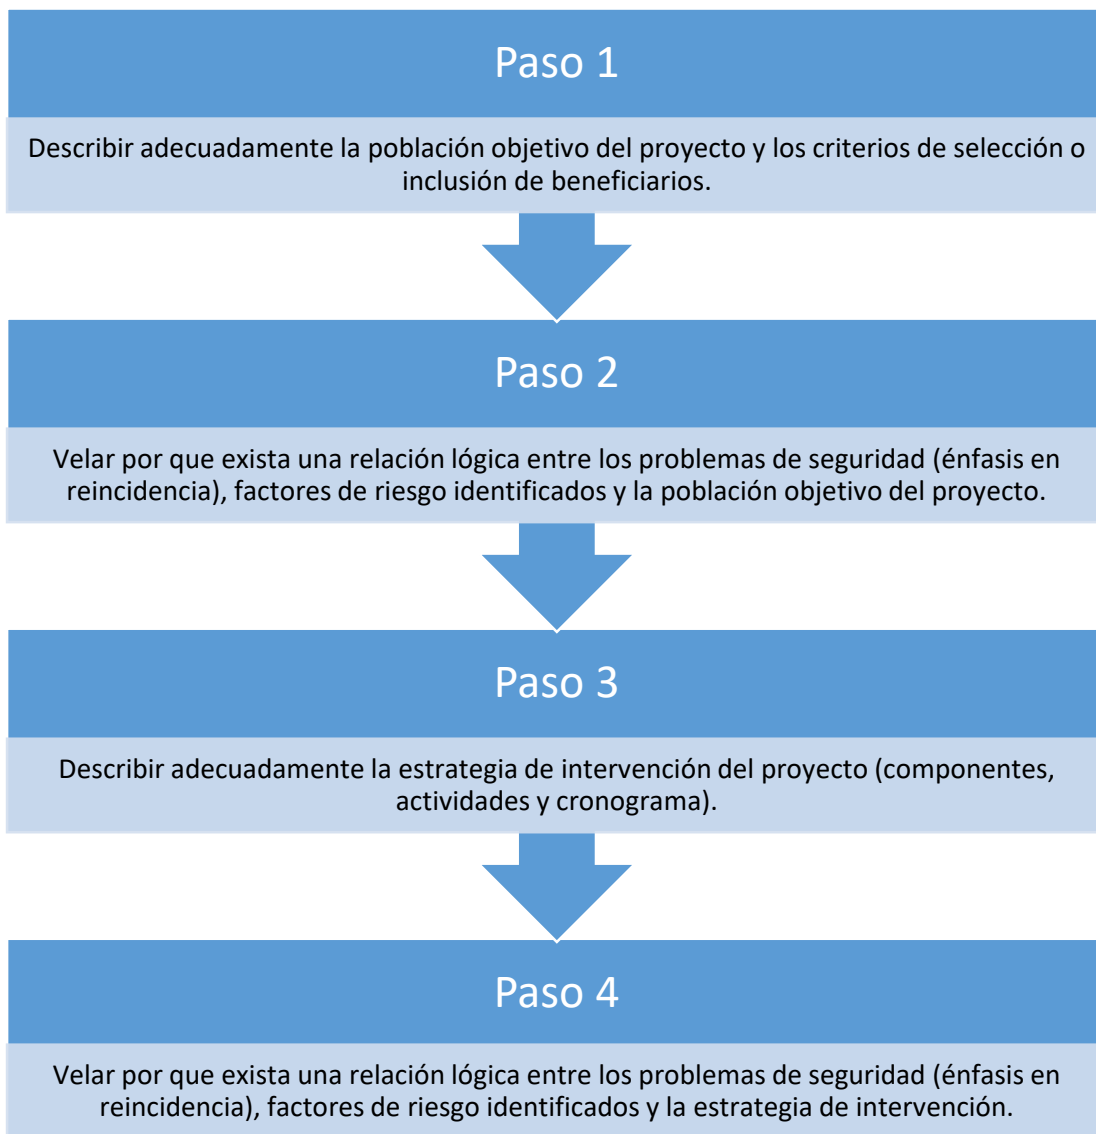 Paso 1
Describir adecuadamente la población objetivo del proyecto y los criterios de selección o
inclusión de beneficiarios.
Paso 2
Velar por que exista una relación lógica entre los problemas de seguridad (énfasis en
reincidencia), factores de riesgo identificados y la población objetivo del proyecto.
Paso 3
Describir adecuadamente la estrategia de intervención del proyecto (componentes,
actividades y cronograma).
Paso 4
Velar por que exista una relación lógica entre los problemas de seguridad (énfasis en
reincidencia), factores de riesgo identificados y la estrategia de intervención.